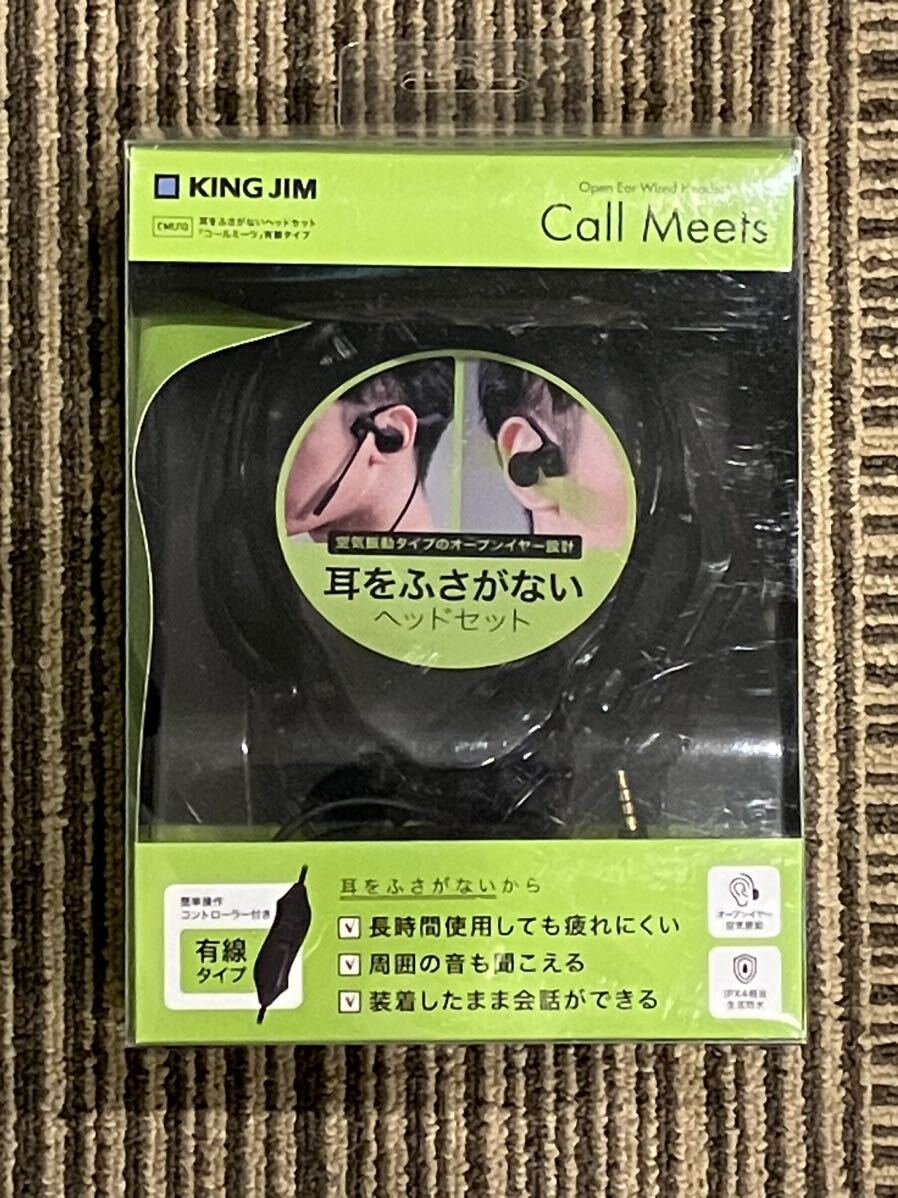 KING JIM
CMU10 耳をふさがないヘッドセット
「コールミーツ」有線タイプ
Open Ear Wired Headset
Call Meets
空気振動タイプのオープンイヤー設計
耳をふさがない
ヘッドセット
簡単操作
コントローラー付き
有線
タイプ
耳をふさがないから
長時間使用しても疲れにくい
周囲の音も聞こえる
装着したまま会話ができる
オープンイヤー
空気振動
IPX4相当
生活防水